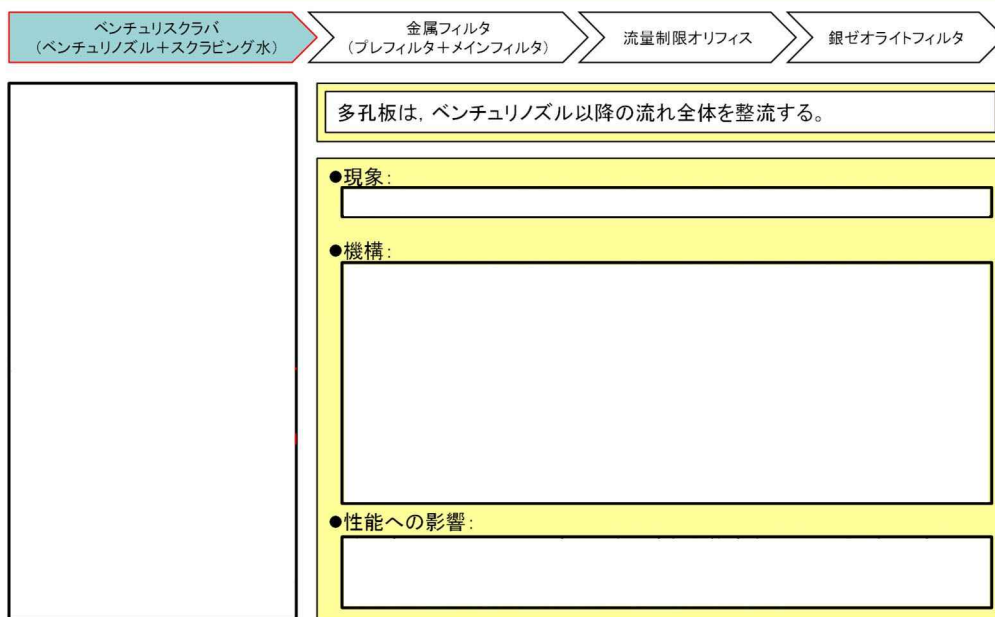 ベンチュリスクラバ
（ベンチュリノズル＋スクラビング水）
金属フィルタ
（プレフィルタ＋メインフィルタ）
流量制限オリフィス
銀ゼオライトフィルタ
多孔板は，ベンチュリノズル以降の流れ全体を整流する。
●現象：
●機構：
●性能への影響：